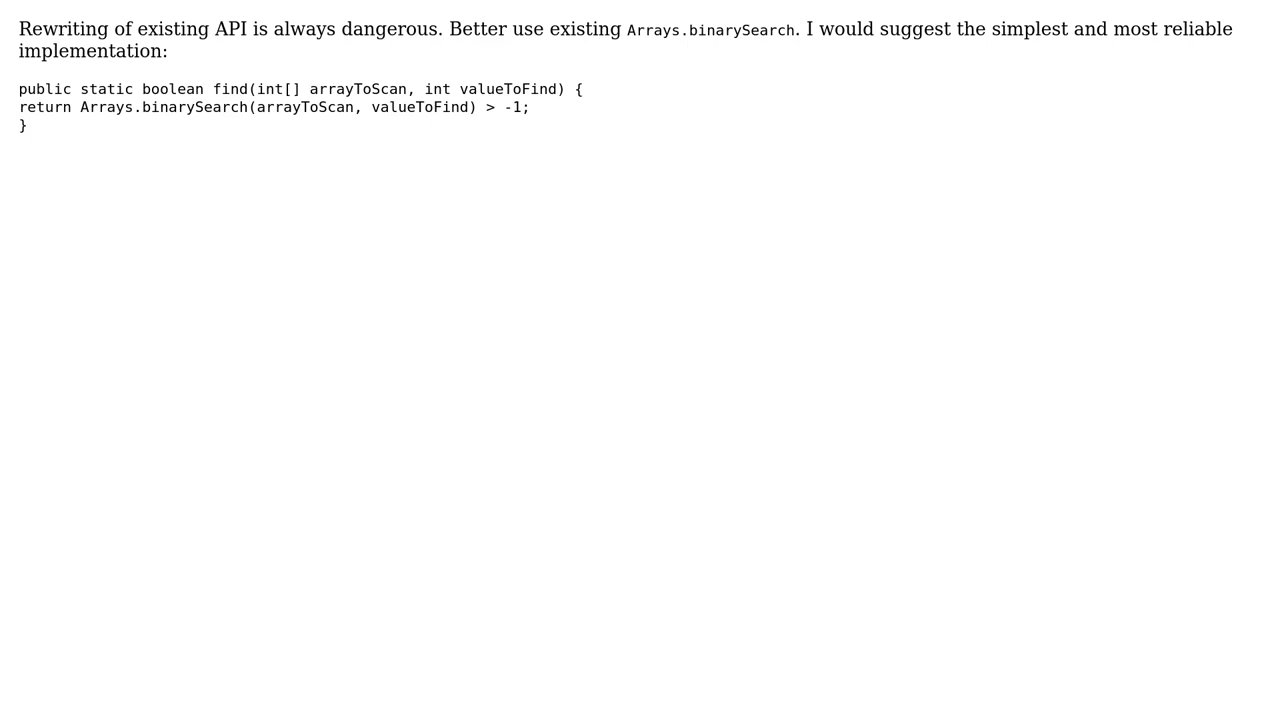 Rewriting of existing API is always dangerous. Better use existing Arrays.binarySearch. I would suggest the simplest and most reliable
implementation:
public static boolean find(int[] arrayToScan, int valueToFind) {
return Arrays.binarySearch(arrayToScan, valueToFind) > -1;
}